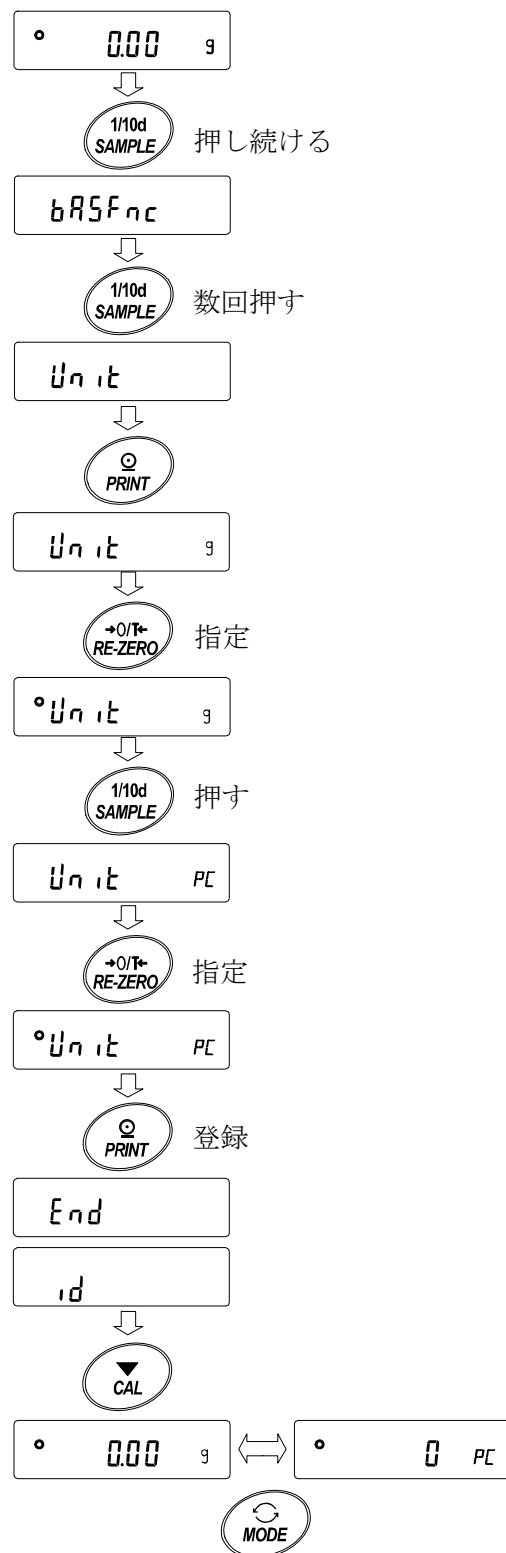 0.00 g
1/10d
SAMPLE 押し続ける
bASFnc
1/10d
SAMPLE 数回押す
Unit
PRINT
Unit g
→0/T←
RE-ZERO 指定
Unit g
1/10d
SAMPLE 押す
Unit PC
→0/T←
RE-ZERO 指定
Unit PC
PRINT 登録
End
id
CAL
0.00 g 0 PC
MODE